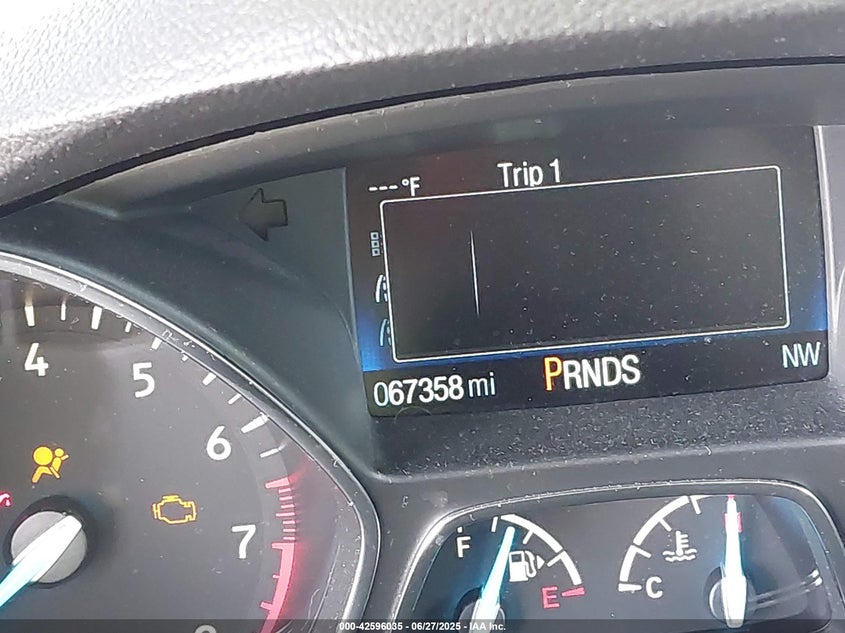 ---°F
Trip 1
067358 mi
PRNDS
NW
4
5
6
7
F
E
C
000-42596035 - 06/27/2025 - IAA Inc.